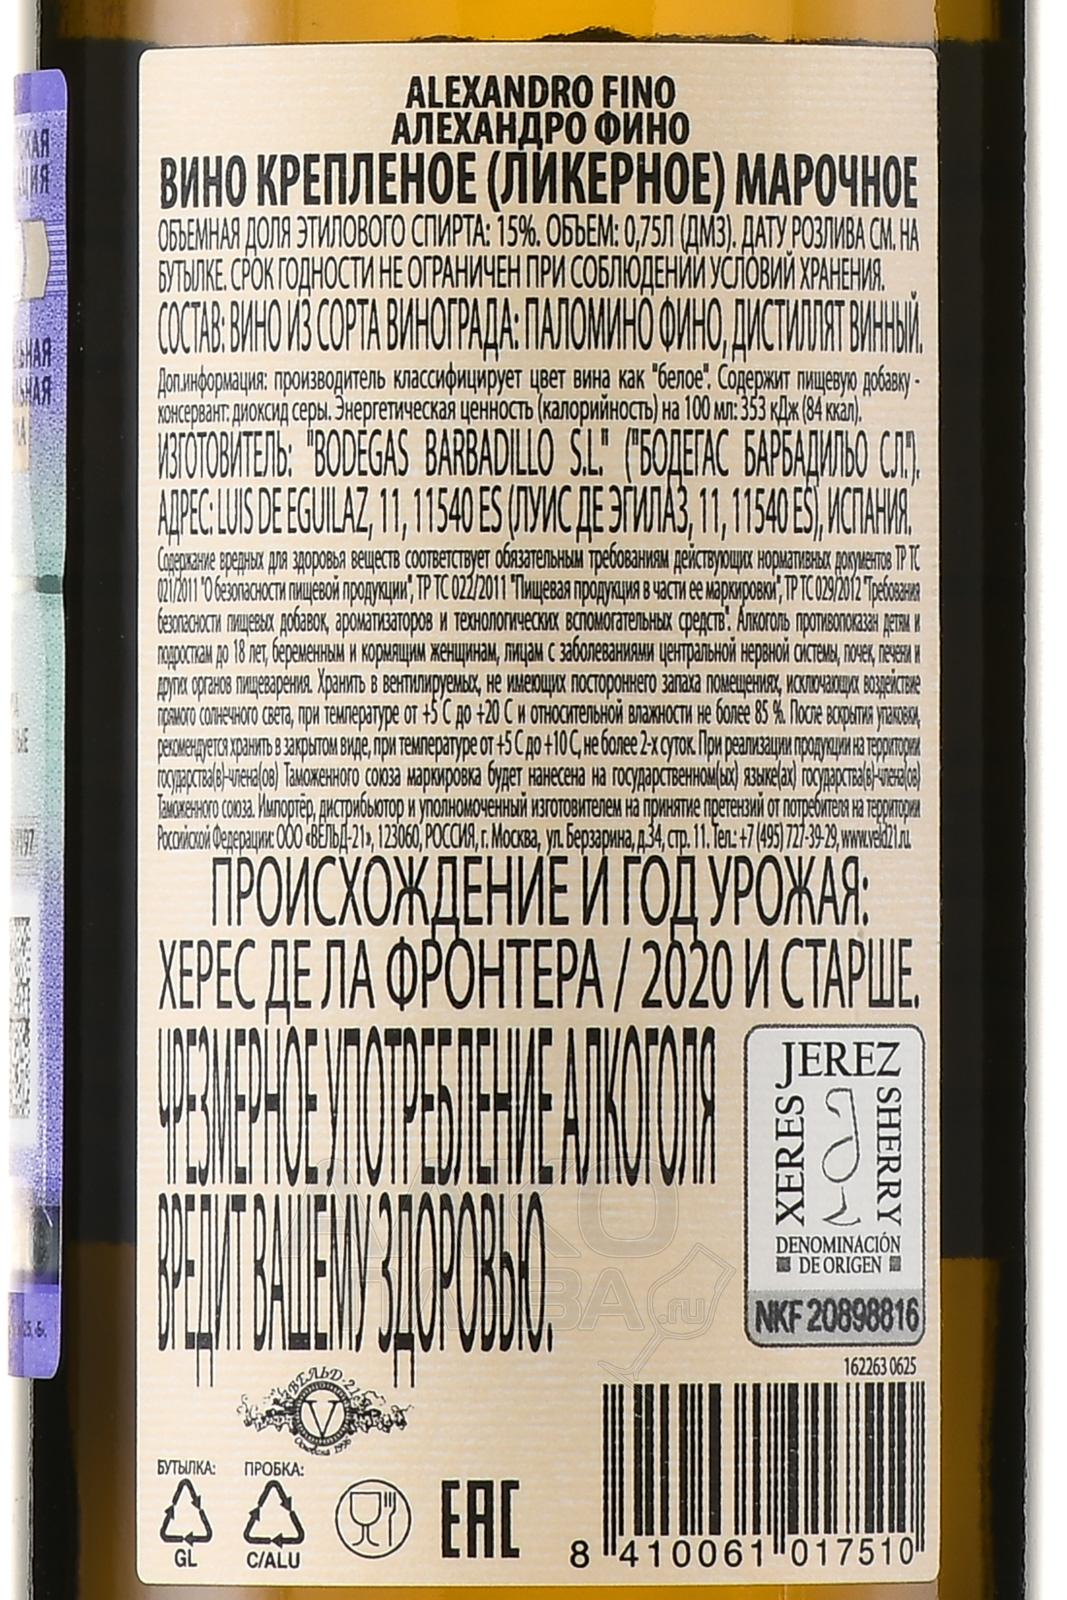 ALEXANDRO FINO
АЛЕХАНДРО ФИНО
ВИНО КРЕПЛЕНОЕ (ЛИКЕРНОЕ) МАРОЧНОЕ
ОБЪЕМНАЯ ДОЛЯ ЭТИЛОВОГО СПИРТА: 15%. ОБЪЕМ: 0,75Л (ДМ3). ДАТУ РОЗЛИВА СМ. НА
БУТЫЛКЕ. СРОК ГОДНОСТИ НЕ ОГРАНИЧЕН ПРИ СОБЛЮДЕНИИ УСЛОВИЙ ХРАНЕНИЯ.
СОСТАВ: ВИНО ИЗ СОРТА ВИНОГРАДА: ПАЛОМИНО ФИНО, ДИСТИЛЛЯТ ВИННЫЙ.
Доп.информация: производитель классифицирует цвет вина как "белое". Содержит пищевую добавку -
консервант: диоксид серы. Энергетическая ценность (калорийность) на 100 мл: 353 кДж (84 ккал).
ИЗГОТОВИТЕЛЬ: "BODEGAS BARBADILLO S.L." ("БОДЕГАС БАРБАДИЛЬО С.Л.").
АДРЕС: LUIS DE EGUILAZ, 11, 11540 ES (ЛУИС ДЕ ЭГИЛАЗ, 11, 11540 ES), ИСПАНИЯ.
Содержание вредных для здоровья веществ соответствует обязательным требованиям действующих нормативных документов ТР ТС
021/2011 "О безопасности пищевой продукции", ТР ТС 022/2011 "Пищевая продукция в части ее маркировки", ТР ТС 029/2012 "Требования
безопасности пищевых добавок, ароматизаторов и технологических вспомогательных средств". Алкоголь противопоказан детям и
подросткам до 18 лет, беременным и кормящим женщинам, лицам с заболеваниями центральной нервной системы, почек, печени и
других органов пищеварения. Хранить в вентилируемых, не имеющих постороннего запаха помещениях, исключающих воздействие
прямого солнечного света, при температуре от +5 С до +20 С и относительной влажности не более 85 %. После вскрытия упаковки,
рекомендуется хранить в закрытом виде, при температуре от +5 С до +10 С, не более 2-х суток. При реализации продукции на территории
государства(в)-члена(ов) Таможенного союза маркировка будет нанесена на государственном(ых) языке(ах) государства(в)-члена(ов)
Таможенного союза. Импортёр, дистрибьютор и уполномоченный изготовителем на принятие претензий от потребителя на территории
Российской Федерации: ООО «ВЕЛЬД-21», 123060, РОССИЯ, г. Москва, ул. Берзарина, д.34, стр. 11. Тел.: +7 (495) 727-39-29, www.veld21.ru.
ПРОИСХОЖДЕНИЕ И ГОД УРОЖАЯ:
ХЕРЕС ДЕ ЛА ФРОНТЕРА / 2020 И СТАРШЕ.
ЧРЕЗМЕРНОЕ УПОТРЕБЛЕНИЕ АЛКОГОЛЯ
ВРЕДИТ ВАШЕМУ ЗДОРОВЬЮ.
JEREZ
XERES
SHERRY
DENOMINACIÓN
DE ORIGEN
NKF 20898816
162263 0625
ВЕЛЬД 21
V
Основана 1996
БУТЫЛКА: ПРОБКА:
GL C/ALU
EAC
8 410061 017510
АЛКО
ПАВА
.ru